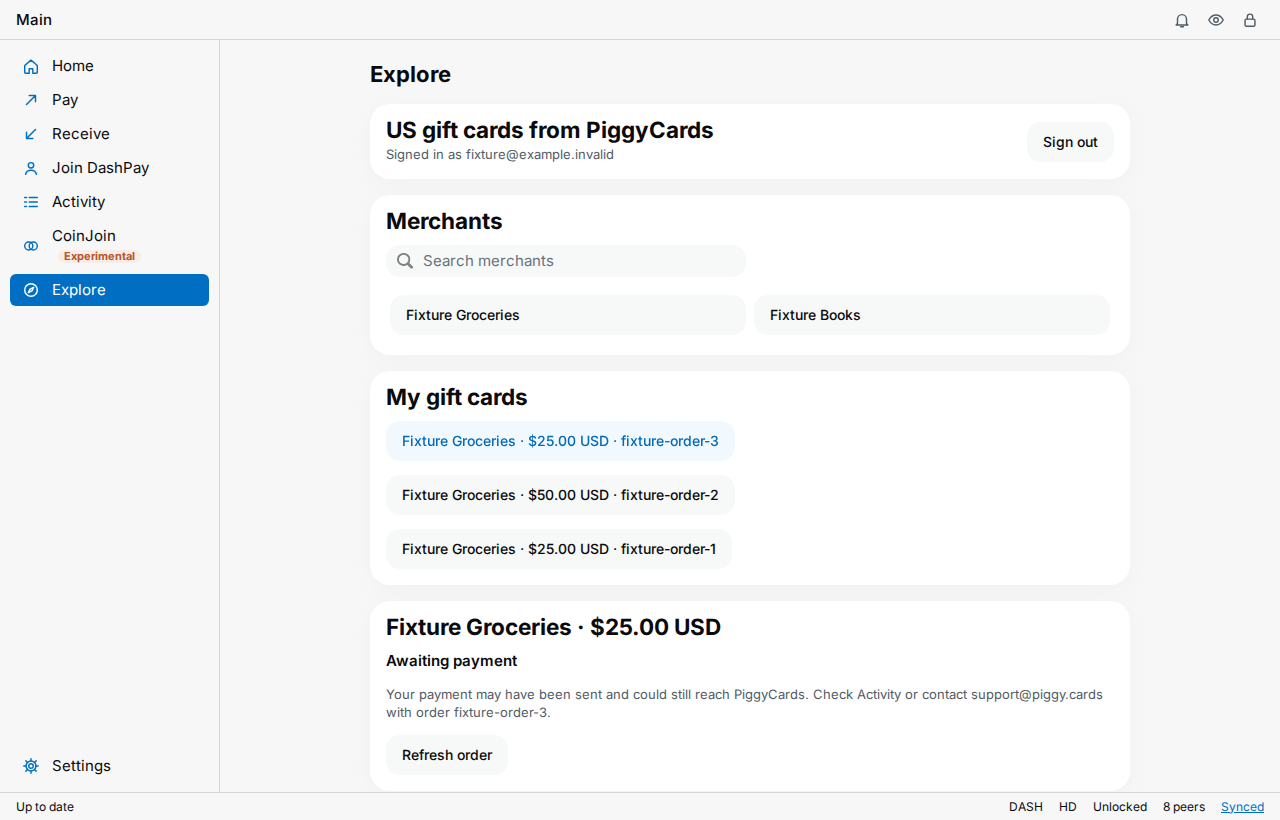 Main
Home
Pay
Receive
Join DashPay
Activity
CoinJoin
Experimental
Explore
Settings
Explore
US gift cards from PiggyCards
Signed in as fixture@example.invalid
Sign out
Merchants
Search merchants
Fixture Groceries
Fixture Books
My gift cards
Fixture Groceries · $25.00 USD · fixture-order-3
Fixture Groceries · $50.00 USD · fixture-order-2
Fixture Groceries · $25.00 USD · fixture-order-1
Fixture Groceries · $25.00 USD
Awaiting payment
Your payment may have been sent and could still reach PiggyCards. Check Activity or contact support@piggy.cards
with order fixture-order-3.
Refresh order
Up to date
DASH HD Unlocked 8 peers Synced